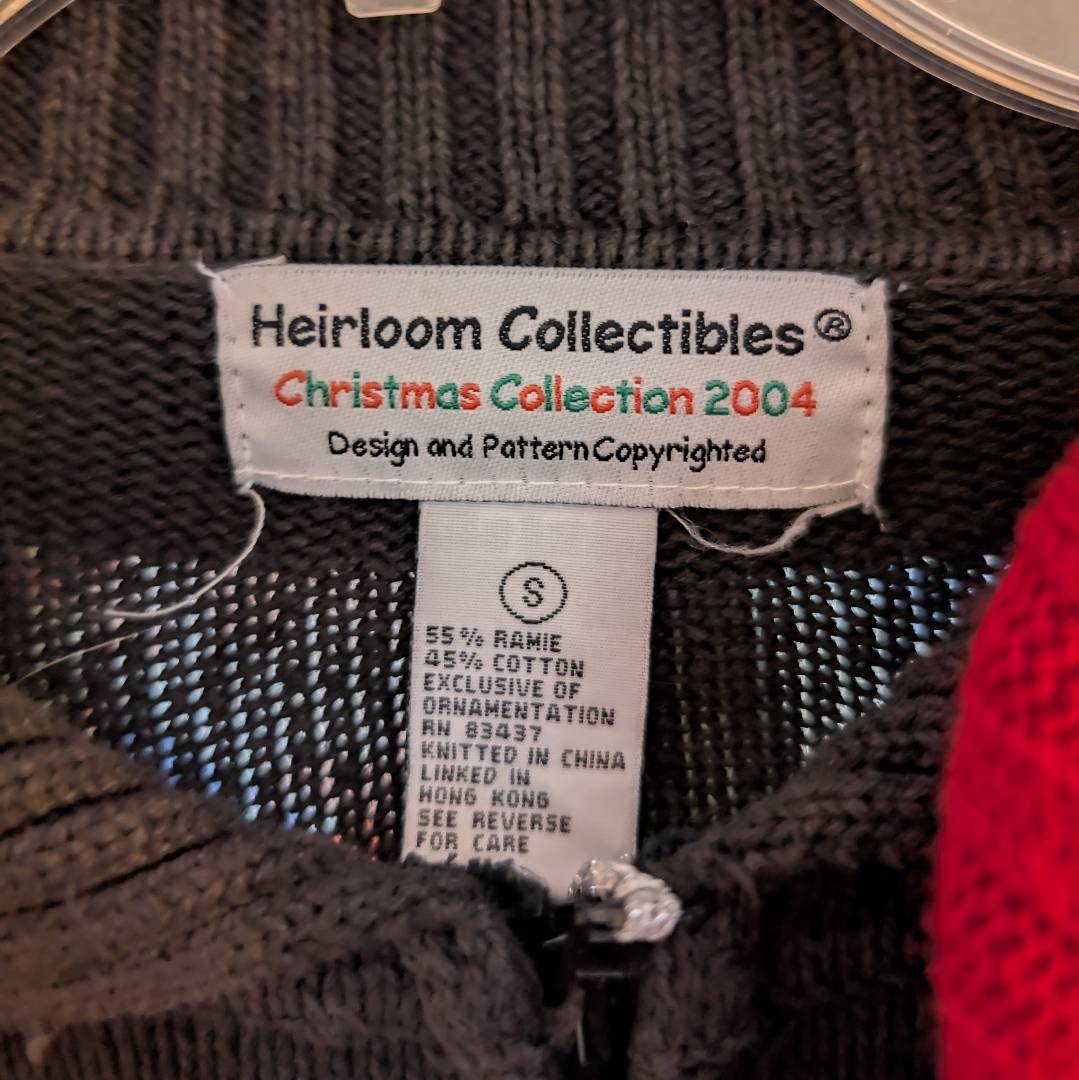 Heirloom Collectibles®
Christmas Collection 2004
Design and Pattern Copyrighted
S
55% RAMIE
45% COTTON
EXCLUSIVE OF
ORNAMENTATION
RN 83437
KNITTED IN CHINA
LINKED IN
HONG KONG
SEE REVERSE
FOR CARE